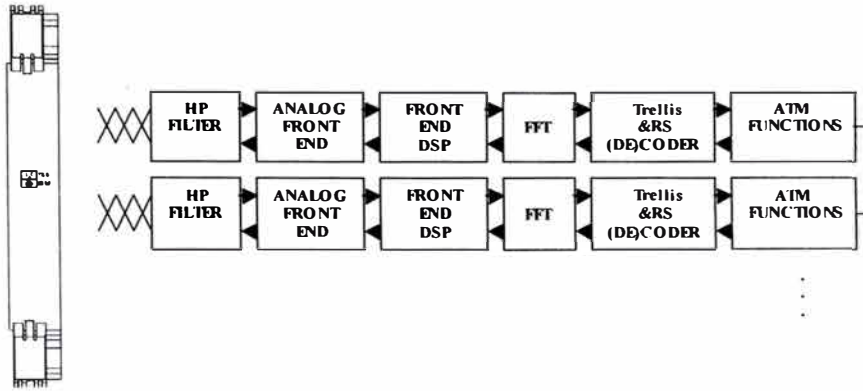 HP
FILTER
ANALOG
FRONT
END
FRONT
END
DSP
FFT
Trellis
&RS
(DE)CODER
ATM
FUNCTIONS
HP
FILTER
ANALOG
FRONT
END
FRONT
END
DSP
FFT
Trellis
&RS
(DE)CODER
ATM
FUNCTIONS